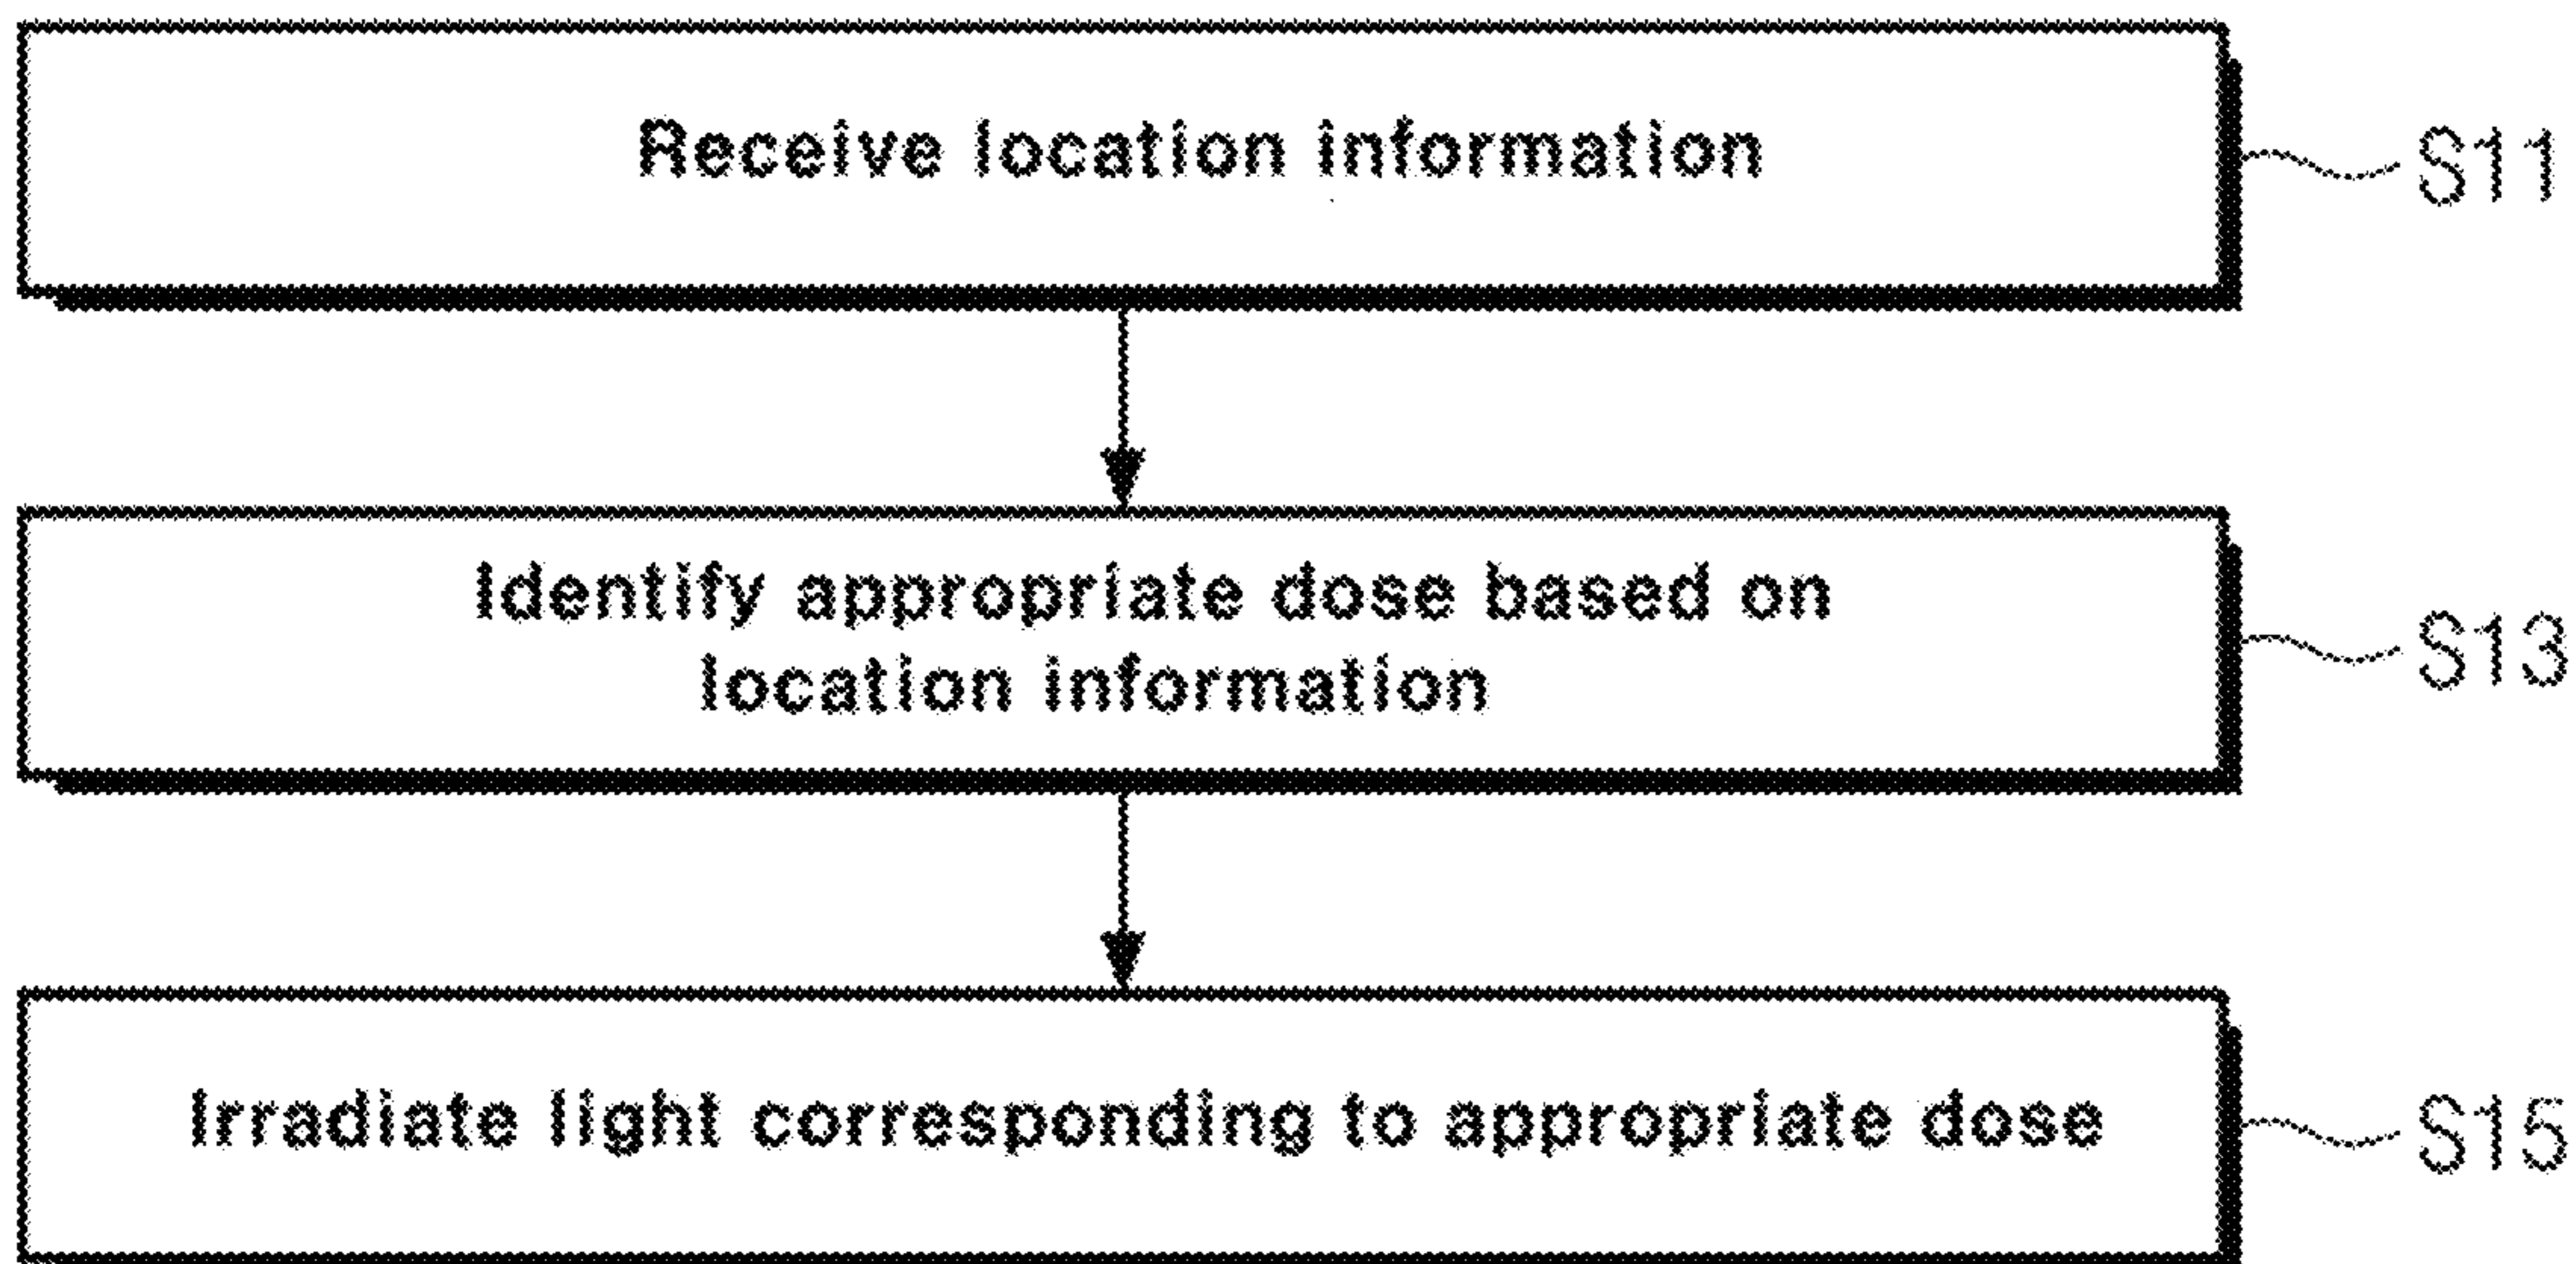 Receive location information
S11
Identify appropriate dose based on
location information
S13
Irradiate light corresponding to appropriate dose
S15